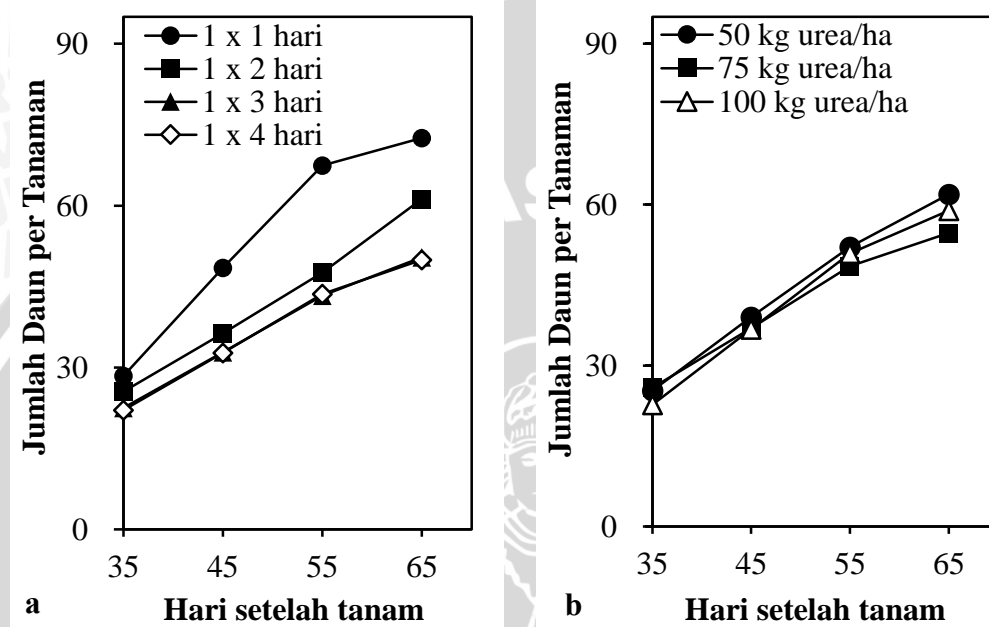 90
60
30
0
35 45 55 65
Jumlah Daun per Tanaman
Hari setelah tanam
1 x 1 hari
1 x 2 hari
1 x 3 hari
1 x 4 hari
a
90
60
30
0
35 45 55 65
Jumlah Daun per Tanaman
Hari setelah tanam
50 kg urea/ha
75 kg urea/ha
100 kg urea/ha
b